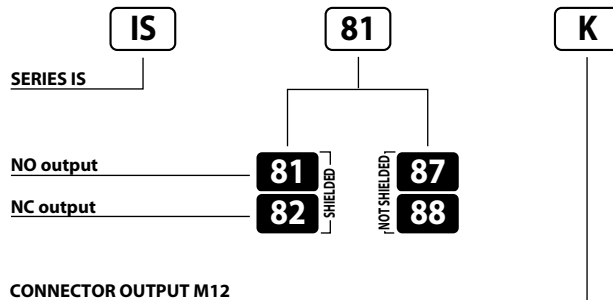 IS 81 K
SERIES IS
NO output 81 87
NC output 82 88
SHIELDED
NOT SHIELDED
CONNECTOR OUTPUT M12